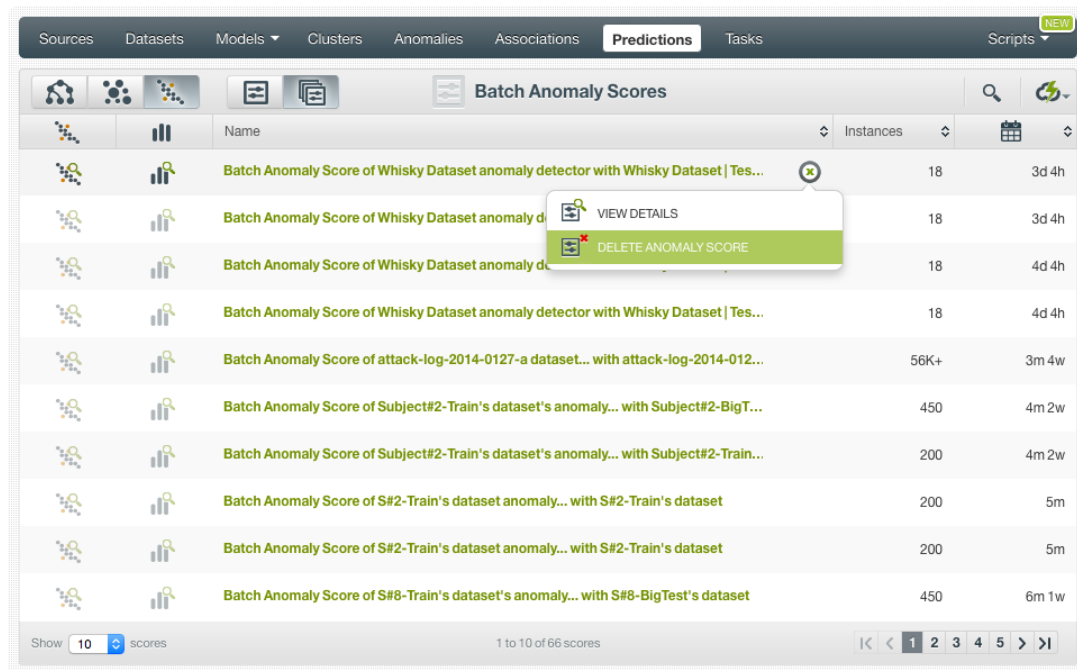 NEW
Sources Datasets Models Clusters Anomalies Associations Predictions Tasks Scripts
Batch Anomaly Scores
Name Instances
Batch Anomaly Score of Whisky Dataset anomaly detector with Whisky Dataset | Tes... 18 3d 4h
VIEW DETAILS
Batch Anomaly Score of Whisky Dataset anomaly d 18 3d 4h
DELETE ANOMALY SCORE
Batch Anomaly Score of Whisky Dataset anomaly de 18 4d 4h
Batch Anomaly Score of Whisky Dataset anomaly detector with Whisky Dataset | Tes... 18 4d 4h
Batch Anomaly Score of attack-log-2014-0127-a dataset... with attack-log-2014-012... 56K+ 3m 4w
Batch Anomaly Score of Subject#2-Train's dataset's anomaly... with Subject#2-BigT... 450 4m 2w
Batch Anomaly Score of Subject#2-Train's dataset's anomaly... with Subject#2-Train... 200 4m 2w
Batch Anomaly Score of S#2-Train's dataset anomaly... with S#2-Train's dataset 200 5m
Batch Anomaly Score of S#2-Train's dataset anomaly... with S#2-Train's dataset 200 5m
Batch Anomaly Score of S#8-Train's dataset's anomaly... with S#8-BigTest's dataset 450 6m 1w
Show 10 scores 1 to 10 of 66 scores 1 2 3 4 5